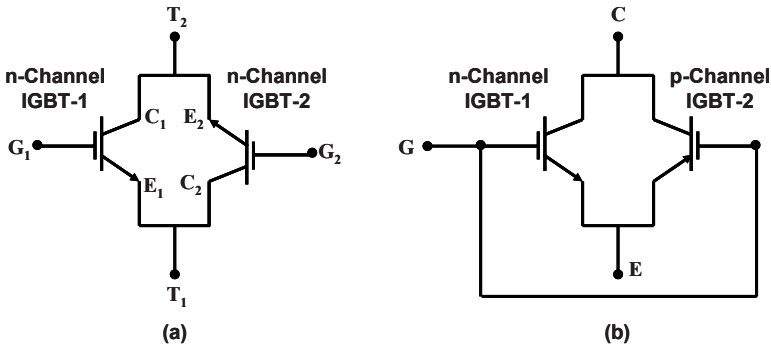 T2
n-Channel
IGBT-1
n-Channel
IGBT-2
C1
E2
G1
G2
E1
C2
T1
(a)
C
n-Channel
IGBT-1
p-Channel
IGBT-2
G
E
(b)